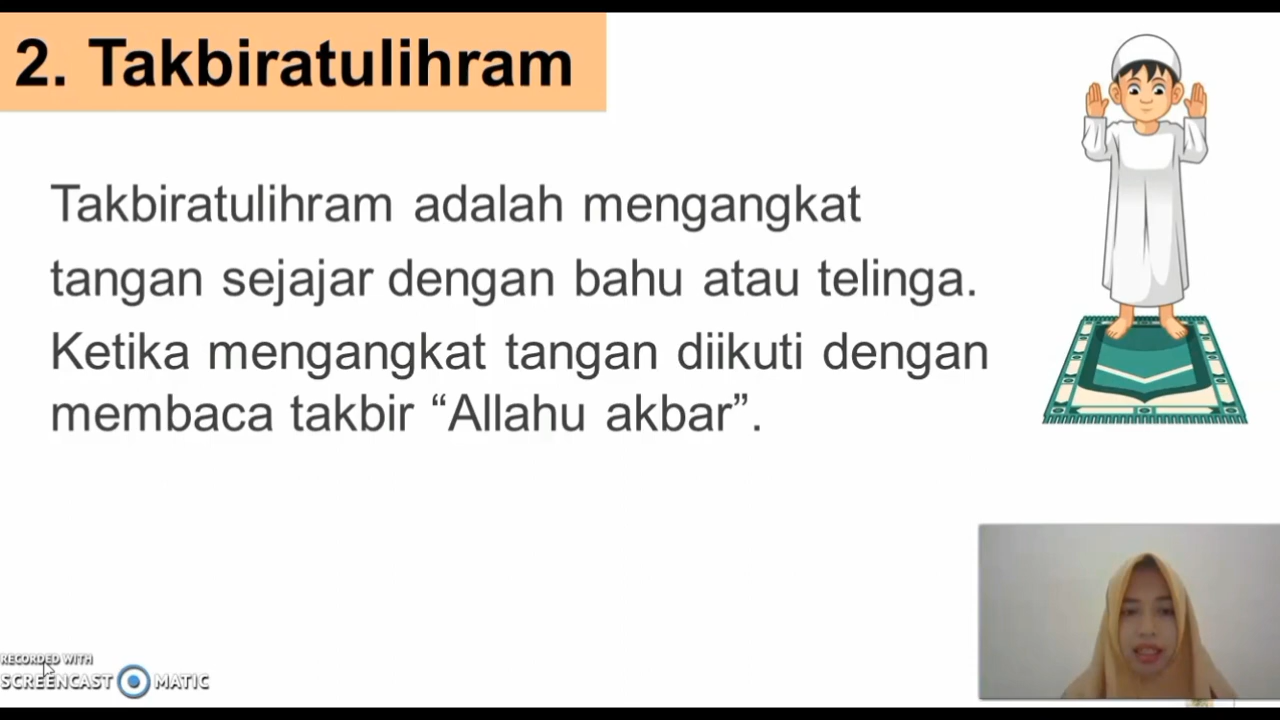 2. Takbiratulihram
Takbiratulihram adalah mengangkat
tangan sejajar dengan bahu atau telinga.
Ketika mengangkat tangan diikuti dengan
membaca takbir “Allahu akbar”.
RECORDED WITH
SCREENCAST MATIC